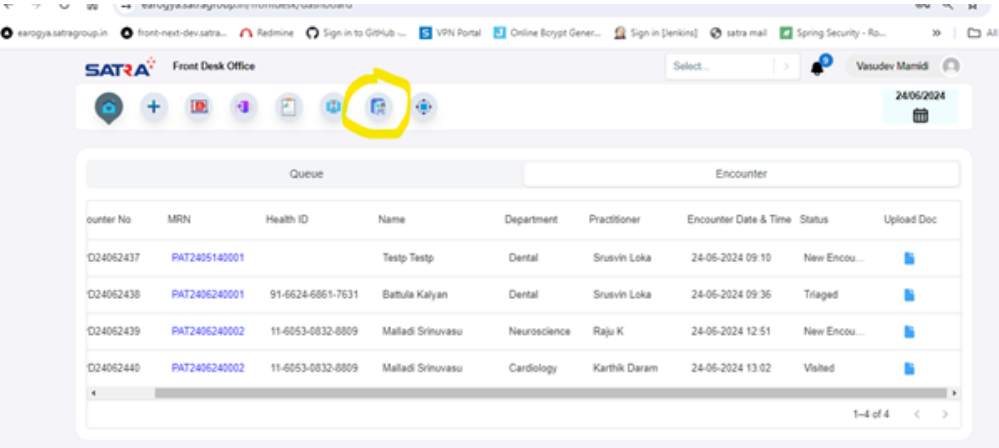 earogya.satragroup.in/frontdesk/dashboard
earogya.satragroup.in front-next-dev.satra... Redmine Sign in to GitHub -... VPN Portal Online Bcrypt Gener... Sign in [Jenkins] satra mail Spring Security - Ro... » All
SATRA Front Desk Office Select... 9 Vasudev Mamidi
24/06/2024
Queue Encounter
ounter No MRN Health ID Name Department Practitioner Encounter Date & Time Status Upload Doc
D24062437 PAT2405140001 Testp Testp Dental Srusvin Loka 24-06-2024 09:10 New Encou...
D24062438 PAT2406240001 91-6624-6861-7631 Battula Kalyan Dental Srusvin Loka 24-06-2024 09:36 Triaged
D24062439 PAT2406240002 11-6053-0832-8809 Malladi Srinuvasu Neuroscience Raju K 24-06-2024 12:51 New Encou...
D24062440 PAT2406240002 11-6053-0832-8809 Malladi Srinuvasu Cardiology Karthik Daram 24-06-2024 13:02 Visited
1–4 of 4